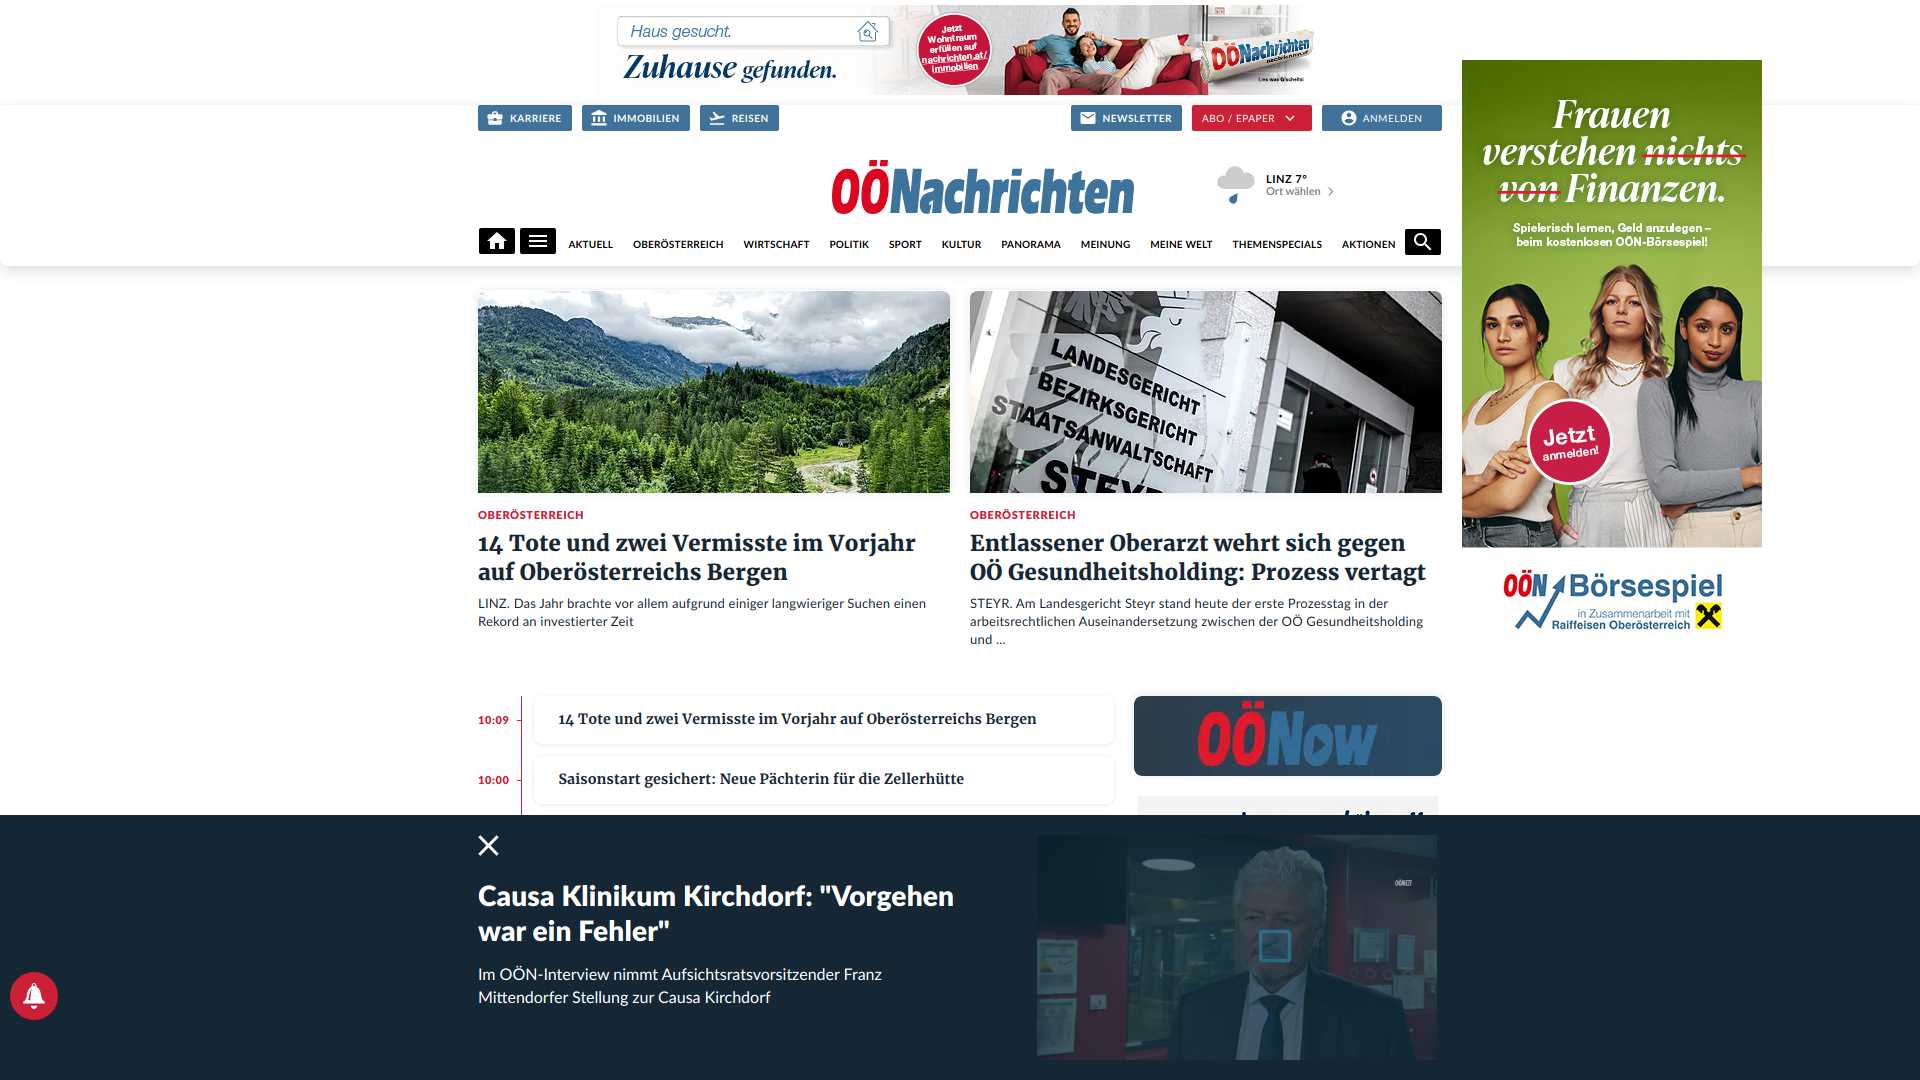 Haus gesucht.
Zuhause gefunden.
Jetzt
Wohntraum
erfüllen auf
nachrichten.at/
immobilien
OÖNachrichten
Lies was G'scheits!
KARRIERE
IMMOBILIEN
REISEN
NEWSLETTER
ABO / EPAPER
ANMELDEN
OÖNachrichten
LINZ 7°
Ort wählen
AKTUELL
OBERÖSTERREICH
WIRTSCHAFT
POLITIK
SPORT
KULTUR
PANORAMA
MEINUNG
MEINE WELT
THEMENSPECIALS
AKTIONEN
Frauen
verstehen nichts
von Finanzen.
Spielerisch lernen, Geld anzulegen –
beim kostenlosen OÖN-Börsespiel!
Jetzt
anmelden!
OÖN Börsespiel
in Zusammenarbeit mit
Raiffeisen Oberösterreich
LANDESGERICHT
BEZIRKSGERICHT
STAATSANWALTSCHAFT
STEYR
OBERÖSTERREICH
14 Tote und zwei Vermisste im Vorjahr
auf Oberösterreichs Bergen
LINZ. Das Jahr brachte vor allem aufgrund einiger langwieriger Suchen einen
Rekord an investierter Zeit
OBERÖSTERREICH
Entlassener Oberarzt wehrt sich gegen
OÖ Gesundheitsholding: Prozess vertagt
STEYR. Am Landesgericht Steyr stand heute der erste Prozesstag in der
arbeitsrechtlichen Auseinandersetzung zwischen der OÖ Gesundheitsholding
und ...
10:09
14 Tote und zwei Vermisste im Vorjahr auf Oberösterreichs Bergen
10:00
Saisonstart gesichert: Neue Pächterin für die Zellerhütte
OÖNow
Causa Klinikum Kirchdorf: "Vorgehen
war ein Fehler"
Im OÖN-Interview nimmt Aufsichtsratsvorsitzender Franz
Mittendorfer Stellung zur Causa Kirchdorf